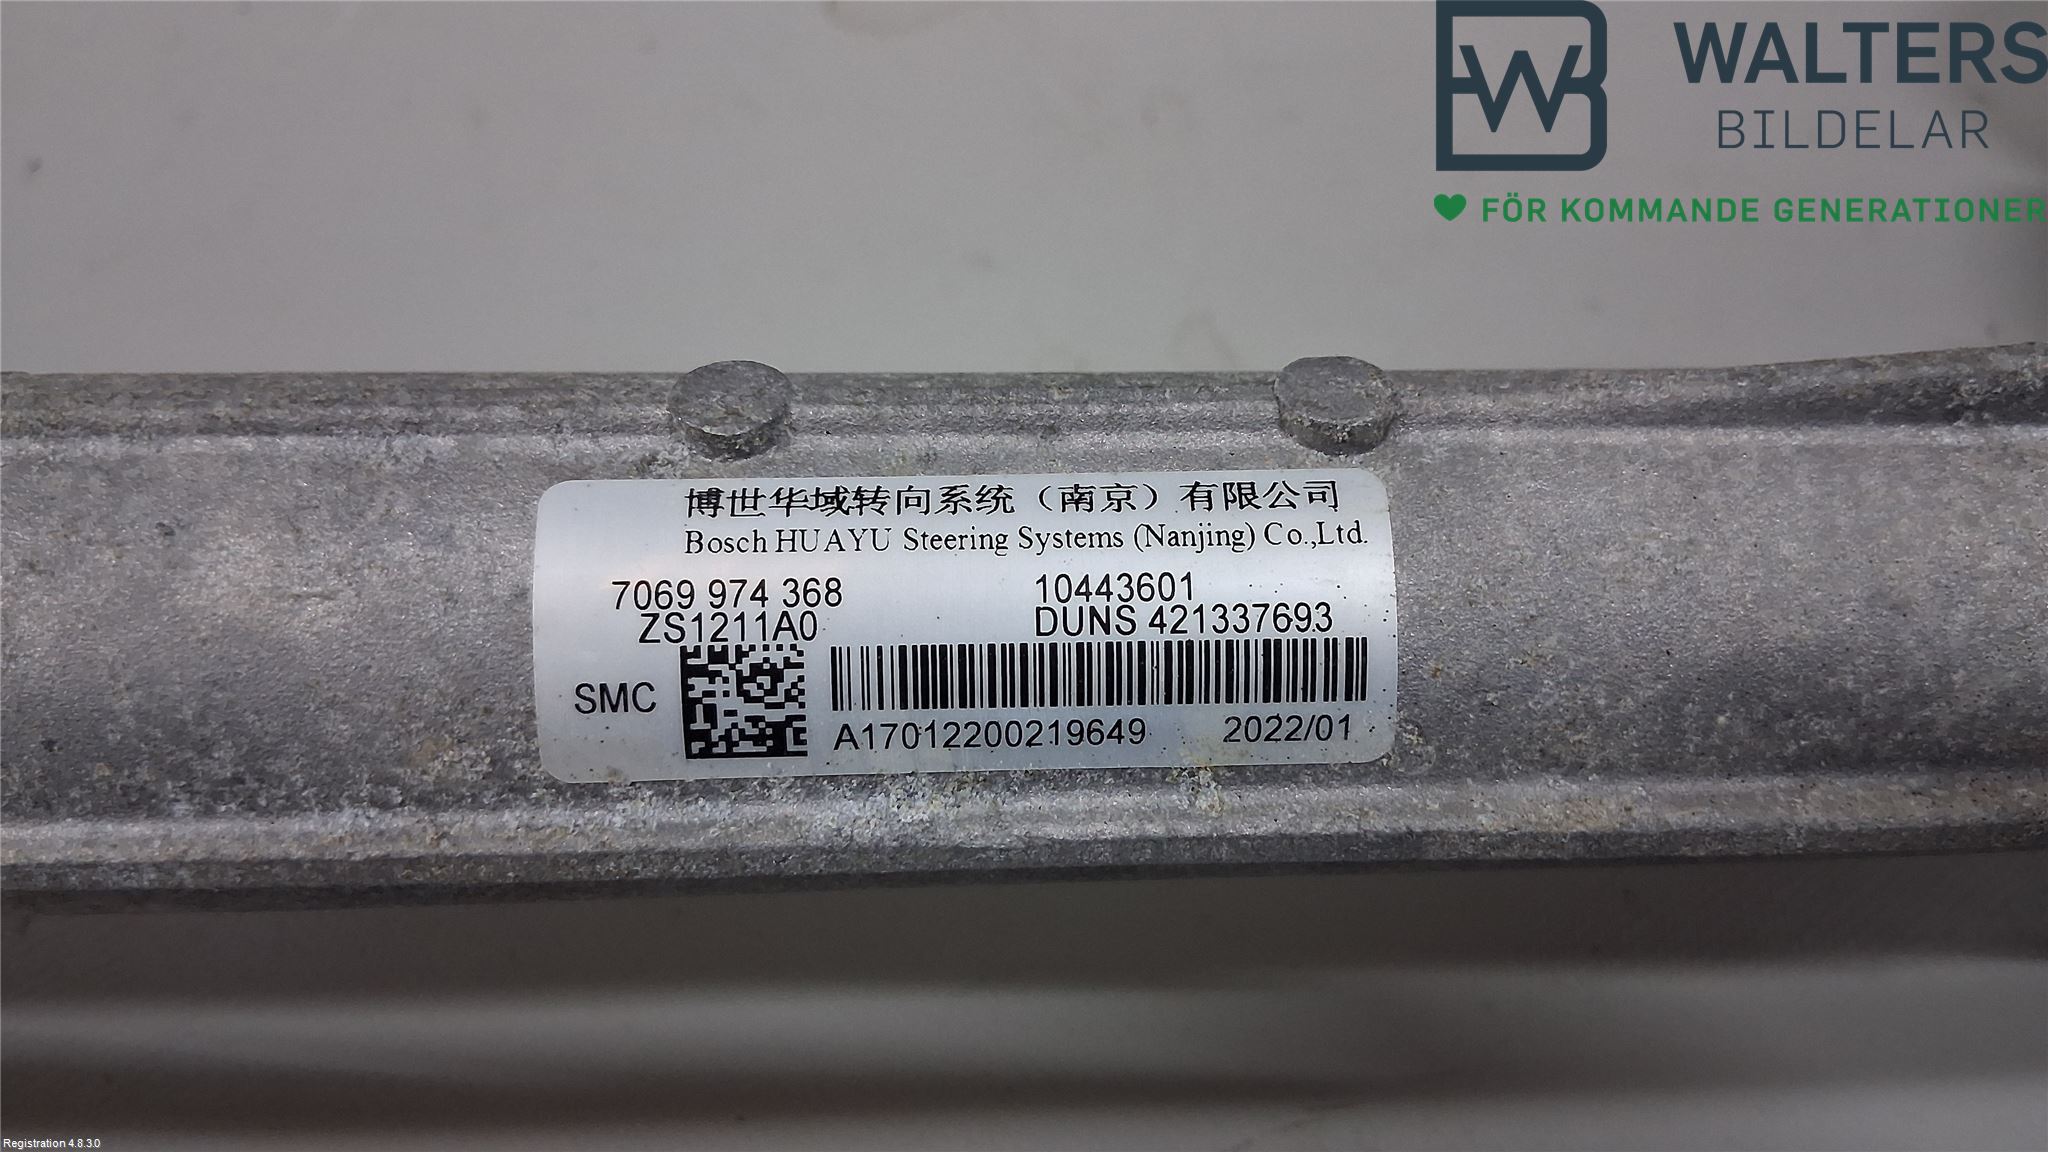 WALTERS
BILDELAR
FÖR KOMMANDE GENERATIONER
博世华域转向系统（南京）有限公司
Bosch HUAYU Steering Systems (Nanjing) Co.,Ltd.
7069 974 368 10443601
ZS1211A0 DUNS 421337693
SMC
A17012200219649 2022/01
Registration 4.8.3.0